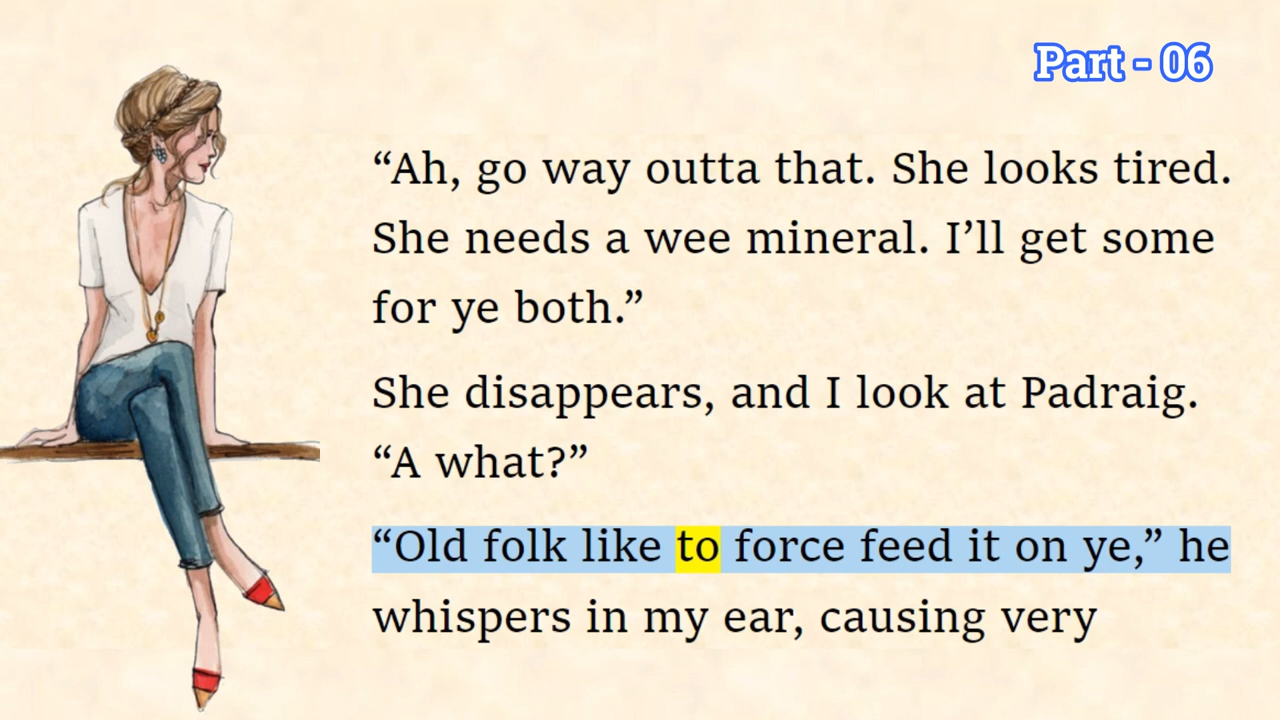 Part - 06
“Ah, go way outta that. She looks tired.
She needs a wee mineral. I’ll get some
for ye both.”
She disappears, and I look at Padraig.
“A what?”
“Old folk like to force feed it on ye,” he
whispers in my ear, causing very